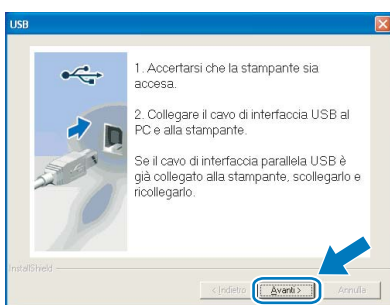 USB
1. Accertarsi che la stampante sia
accesa.
2. Collegare il cavo di interfaccia USB al
PC e alla stampante.
Se il cavo di interfaccia parallela USB è
già collegato alla stampante, scollegarlo e
ricollegarlo.
InstallShield
< Indietro Avanti > Annulla